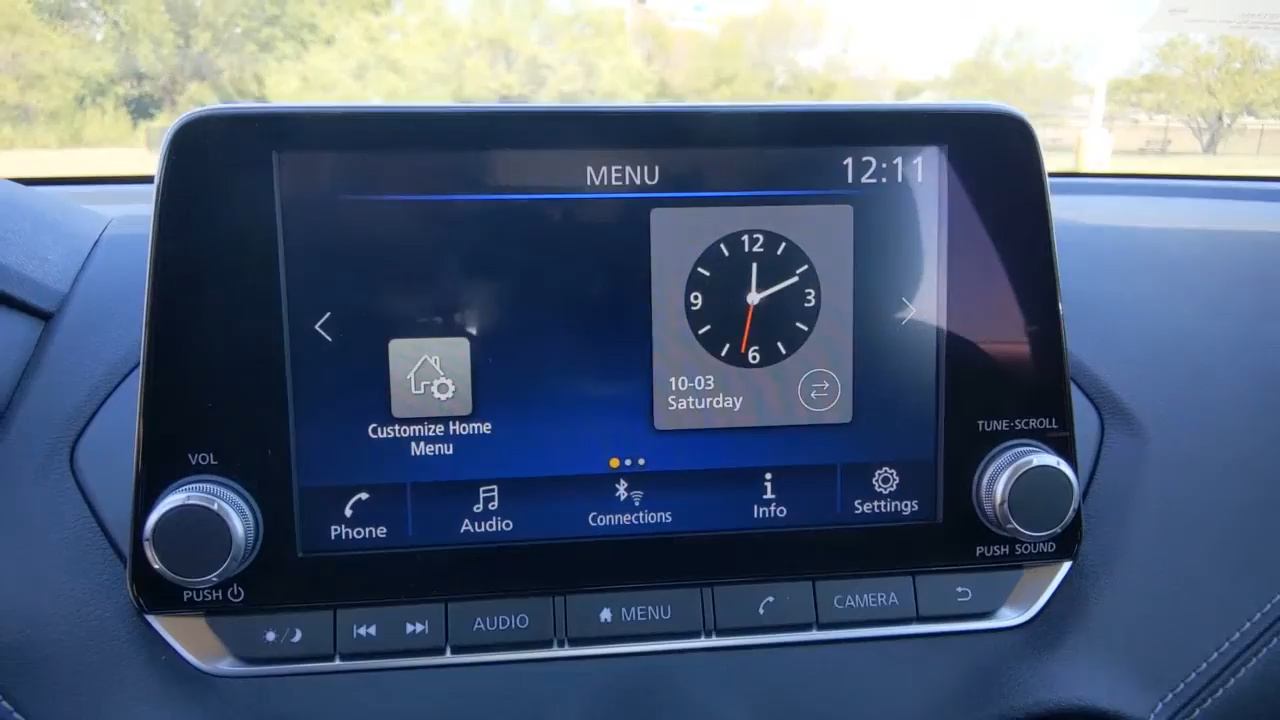 MENU
12:11
12
9
3
6
10-03
Saturday
Customize Home
Menu
Phone
Audio
Connections
Info
Settings
VOL
PUSH
TUNE·SCROLL
PUSH SOUND
AUDIO
MENU
CAMERA